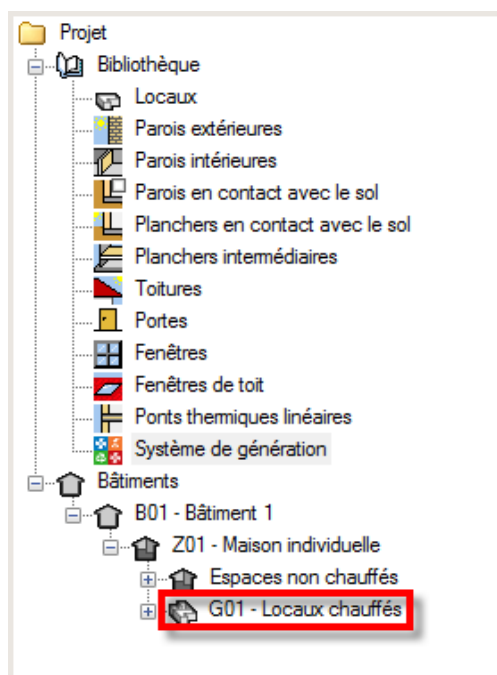 Projet
Bibliothèque
Locaux
Parois extérieures
Parois intérieures
Parois en contact avec le sol
Planchers en contact avec le sol
Planchers intermédiaires
Toitures
Portes
Fenêtres
Fenêtres de toit
Ponts thermiques linéaires
Système de génération
Bâtiments
B01 - Bâtiment 1
Z01 - Maison individuelle
Espaces non chauffés
G01 - Locaux chauffés